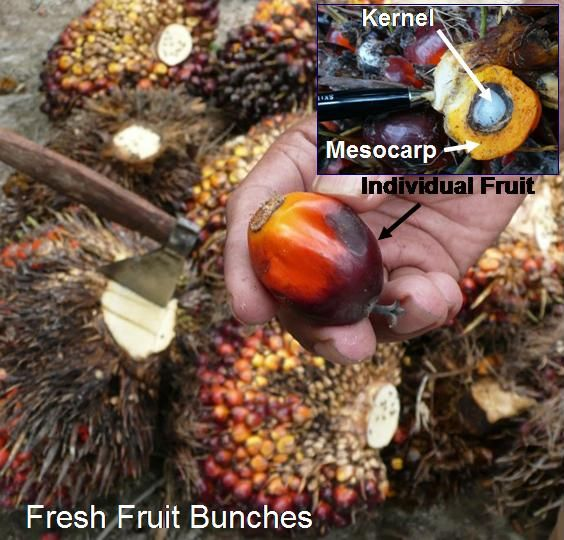 Kernel
Mesocarp
Individual Fruit
Fresh Fruit Bunches